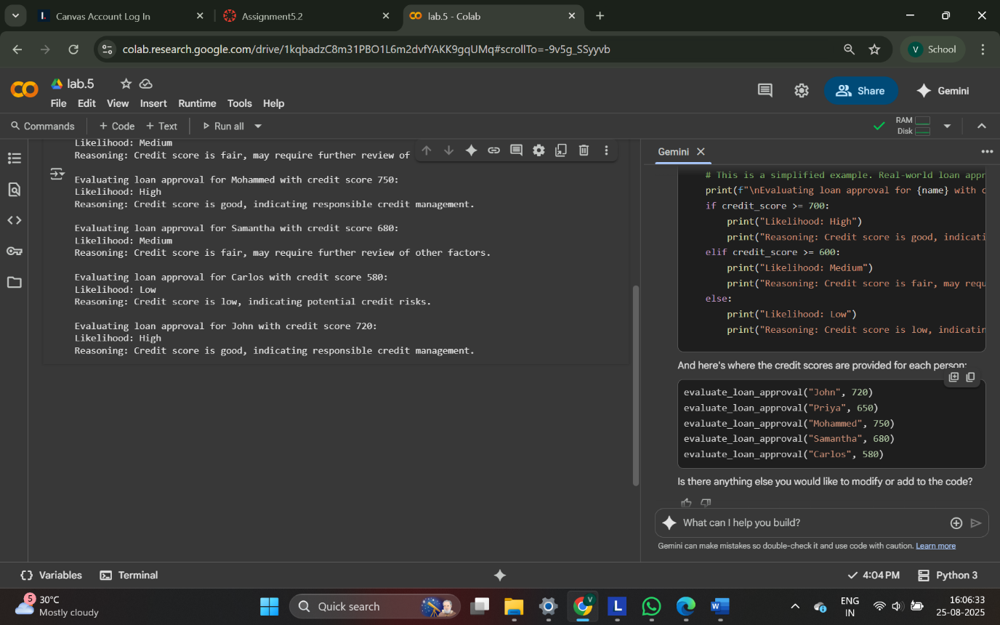 Canvas Account Log In
Assignment5.2
lab.5 - Colab
colab.research.google.com/drive/1kqbadzC8m31PBO1L6m2dvfYAKK9gqUMq#scrollTo=-9v5g_SSyyvb
V School
lab.5
File Edit View Insert Runtime Tools Help
Share
Gemini
Commands + Code + Text Run all
RAM
Disk
Likelihood: Medium
Reasoning: Credit score is fair, may require further review of
Evaluating loan approval for Mohammed with credit score 750:
Likelihood: High
Reasoning: Credit score is good, indicating responsible credit management.
Evaluating loan approval for Samantha with credit score 680:
Likelihood: Medium
Reasoning: Credit score is fair, may require further review of other factors.
Evaluating loan approval for Carlos with credit score 580:
Likelihood: Low
Reasoning: Credit score is low, indicating potential credit risks.
Evaluating loan approval for John with credit score 720:
Likelihood: High
Reasoning: Credit score is good, indicating responsible credit management.
Gemini
# This is a simplified example. Real-world loan appr
print(f"\nEvaluating loan approval for {name} with c
if credit_score >= 700:
print("Likelihood: High")
print("Reasoning: Credit score is good, indicati
elif credit_score >= 600:
print("Likelihood: Medium")
print("Reasoning: Credit score is fair, may requ
else:
print("Likelihood: Low")
print("Reasoning: Credit score is low, indicatin
And here's where the credit scores are provided for each person:
evaluate_loan_approval("John", 720)
evaluate_loan_approval("Priya", 650)
evaluate_loan_approval("Mohammed", 750)
evaluate_loan_approval("Samantha", 680)
evaluate_loan_approval("Carlos", 580)
Is there anything else you would like to modify or add to the code?
What can I help you build?
Gemini can make mistakes so double-check it and use code with caution. Learn more
Variables Terminal
4:04 PM Python 3
5
30°C
Mostly cloudy
Quick search
V
L
W
ENG
IN
16:06:33
25-08-2025